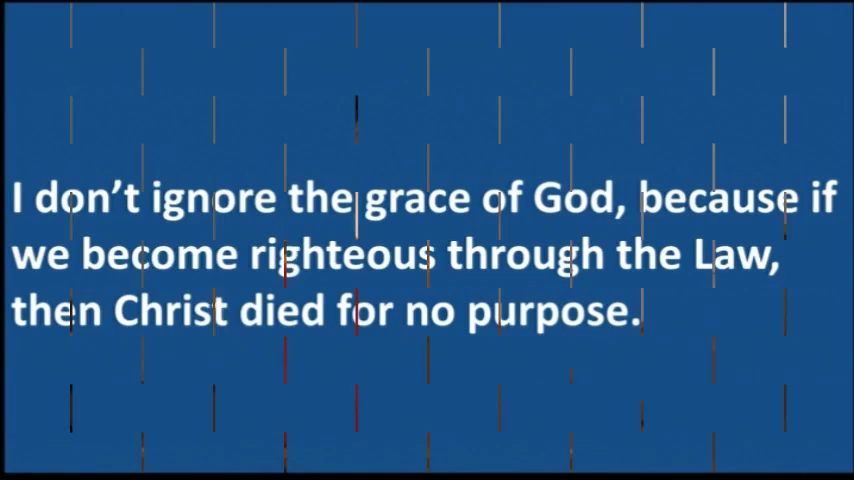 I don’t ignore the grace of God, because if
we become righteous through the Law,
then Christ died for no purpose.